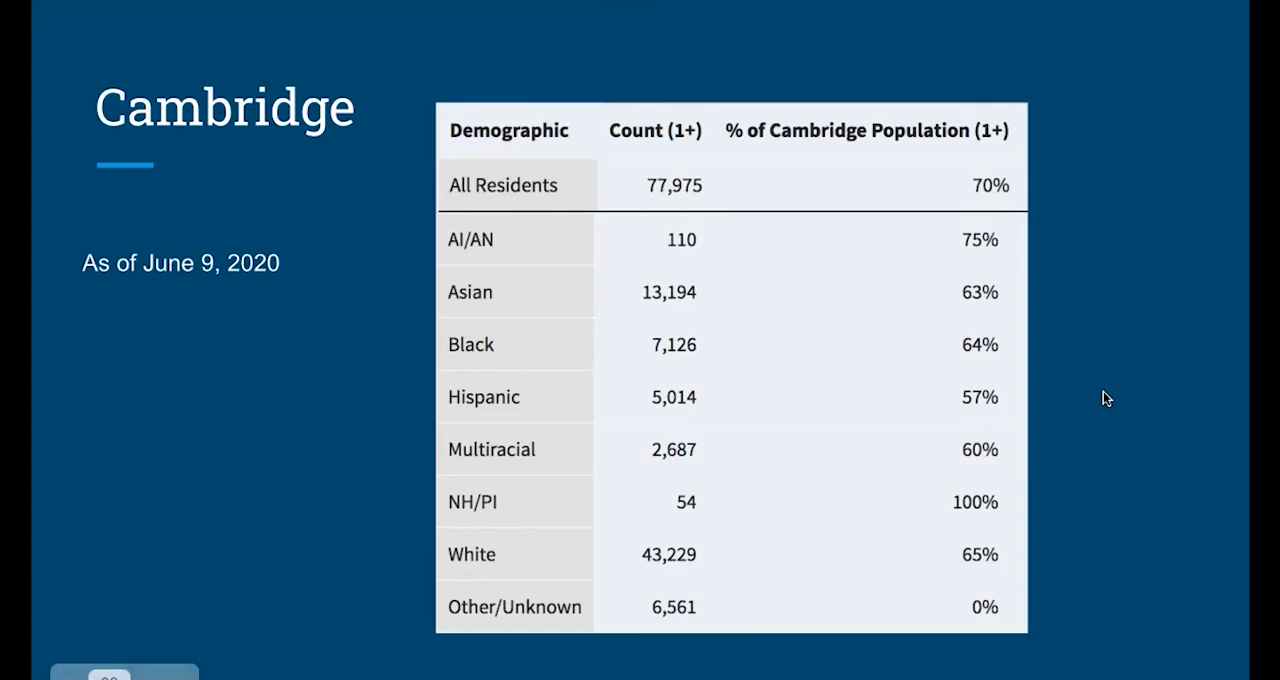 Cambridge
As of June 9, 2020
Demographic Count (1+) % of Cambridge Population (1+)
All Residents 77,975 70%
AI/AN 110 75%
Asian 13,194 63%
Black 7,126 64%
Hispanic 5,014 57%
Multiracial 2,687 60%
NH/PI 54 100%
White 43,229 65%
Other/Unknown 6,561 0%